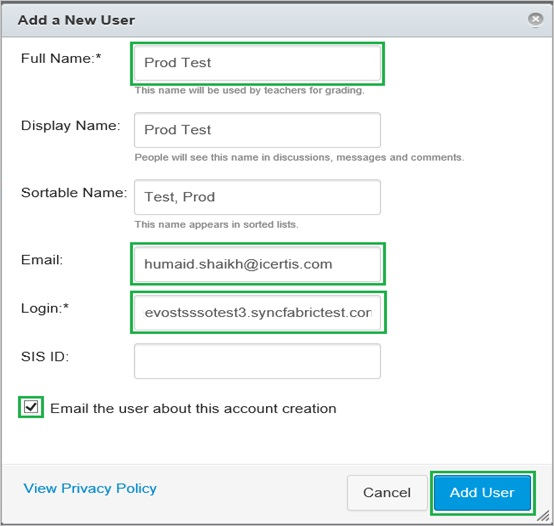 Add a New User
Full Name:* Prod Test
This name will be used by teachers for grading.
Display Name: Prod Test
People will see this name in discussions, messages and comments.
Sortable Name: Test, Prod
This name appears in sorted lists.
Email: humaid.shaikh@icertis.com
Login:* evostsssotest3.syncfabrictest.con
SIS ID:
Email the user about this account creation
View Privacy Policy Cancel Add User